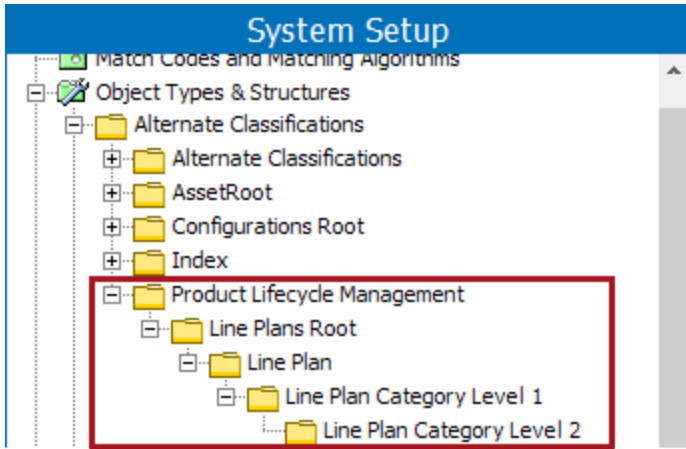 System Setup
Match Codes and Matching Algorithms
Object Types & Structures
Alternate Classifications
Alternate Classifications
AssetRoot
Configurations Root
Index
Product Lifecycle Management
Line Plans Root
Line Plan
Line Plan Category Level 1
Line Plan Category Level 2